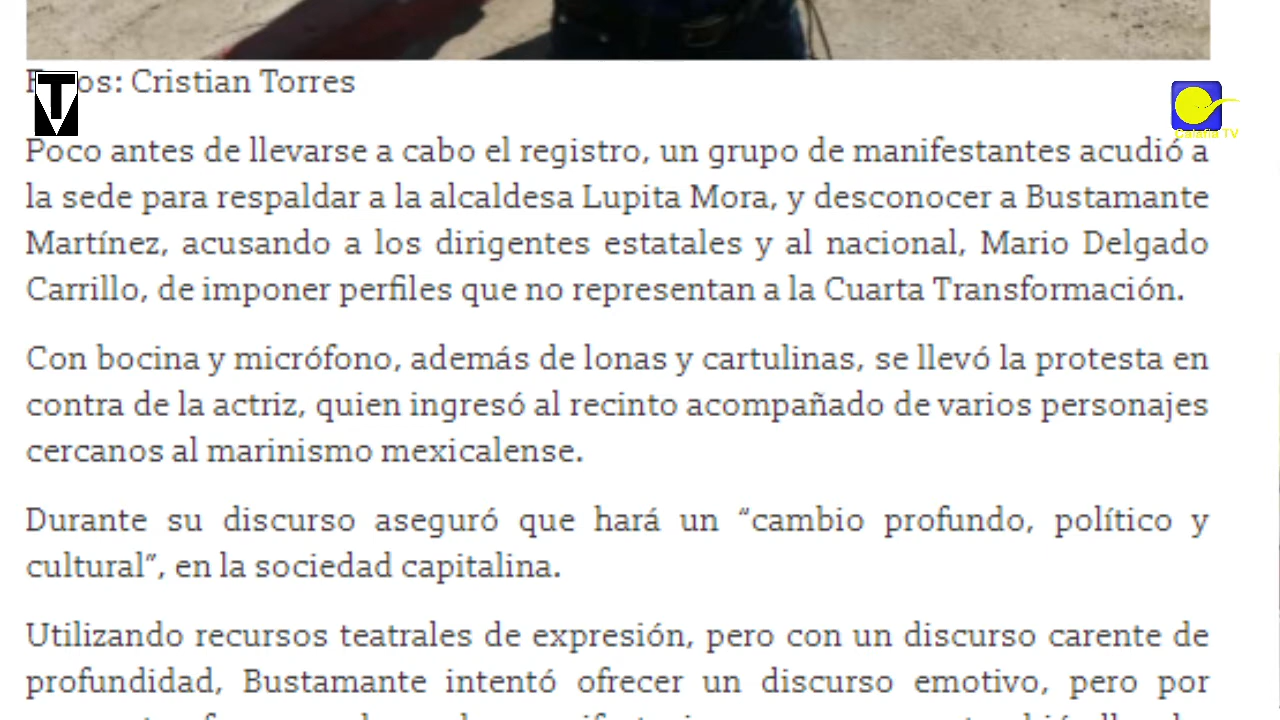 Cristian Torres
T
Calafia TV
Poco antes de llevarse a cabo el registro, un grupo de manifestantes acudió a
la sede para respaldar a la alcaldesa Lupita Mora, y desconocer a Bustamante
Martínez, acusando a los dirigentes estatales y al nacional, Mario Delgado
Carrillo, de imponer perfiles que no representan a la Cuarta Transformación.
Con bocina y micrófono, además de lonas y cartulinas, se llevó la protesta en
contra de la actriz, quien ingresó al recinto acompañado de varios personajes
cercanos al marinismo mexicalense.
Durante su discurso aseguró que hará un “cambio profundo, político y
cultural”, en la sociedad capitalina.
Utilizando recursos teatrales de expresión, pero con un discurso carente de
profundidad, Bustamante intentó ofrecer un discurso emotivo, pero por